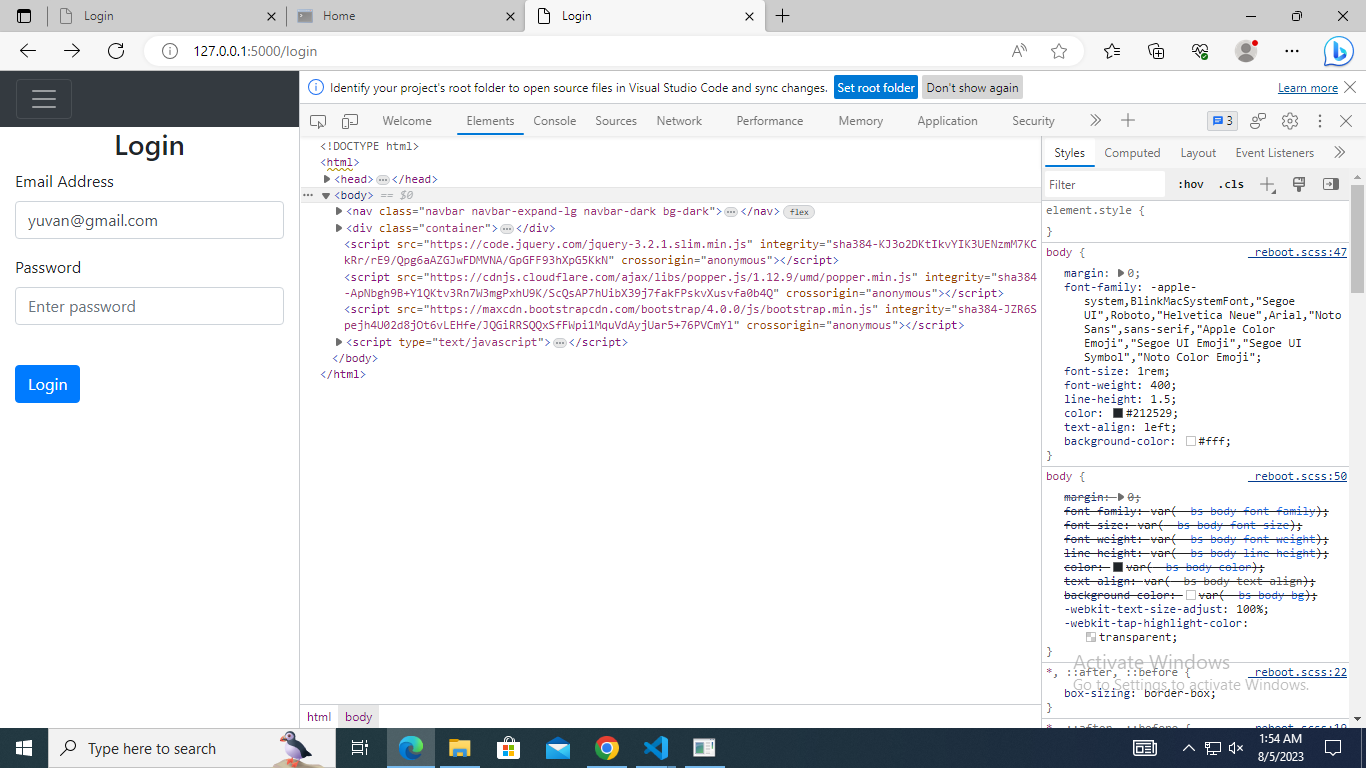 Login
Home
Login
127.0.0.1:5000/login
Login
Email Address
yuvan@gmail.com
Password
Enter password
Login
Identify your project's root folder to open source files in Visual Studio Code and sync changes.
Set root folder
Don't show again
Learn more
Welcome
Elements
Console
Sources
Network
Performance
Memory
Application
Security
3
<!DOCTYPE html>
<html>
<head> ⋯ </head>
<body> == $0
<nav class="navbar navbar-expand-lg navbar-dark bg-dark"> ⋯ </nav> flex
<div class="container"> ⋯ </div>
<script src="https://code.jquery.com/jquery-3.2.1.slim.min.js" integrity="sha384-KJ3o2DKtIkvYIK3UENzmM7KC
kRr/rE9/Qpg6aAZGJwFDMVNA/GpGFF93hXpG5KkN" crossorigin="anonymous"></script>
<script src="https://cdnjs.cloudflare.com/ajax/libs/popper.js/1.12.9/umd/popper.min.js" integrity="sha384
-ApNbgh9B+Y1QKtv3Rn7W3mgPxhU9K/ScQsAP7hUibX39j7fakFPskvXusvfa0b4Q" crossorigin="anonymous"></script>
<script src="https://maxcdn.bootstrapcdn.com/bootstrap/4.0.0/js/bootstrap.min.js" integrity="sha384-JZR6S
pejh4U02d8jOt6vLEHfe/JQGiRRSQQxSfFWpi1MquVdAyjUar5+76PVCmYl" crossorigin="anonymous"></script>
<script type="text/javascript"> ⋯ </script>
</body>
</html>
html
body
Styles
Computed
Layout
Event Listeners
Filter
:hov
.cls
element.style {
}
body {
_reboot.scss:47
margin: 0;
font-family: -apple-
system,BlinkMacSystemFont,"Segoe
UI",Roboto,"Helvetica Neue",Arial,"Noto
Sans",sans-serif,"Apple Color
Emoji","Segoe UI Emoji","Segoe UI
Symbol","Noto Color Emoji";
font-size: 1rem;
font-weight: 400;
line-height: 1.5;
color: #212529;
text-align: left;
background-color: #fff;
}
body {
_reboot.scss:50
margin: 0;
font-family: var(--bs-body-font-family);
font-size: var(--bs-body-font-size);
font-weight: var(--bs-body-font-weight);
line-height: var(--bs-body-line-height);
color: var(--bs-body-color);
text-align: var(--bs-body-text-align);
background-color: var(--bs-body-bg);
-webkit-text-size-adjust: 100%;
-webkit-tap-highlight-color:
transparent;
}
*, ::after, ::before {
_reboot.scss:22
box-sizing: border-box;
}
*, ::after, ::before {
_reboot.scss:19
Activate Windows
Go to Settings to activate Windows.
Type here to search
1:54 AM
8/5/2023